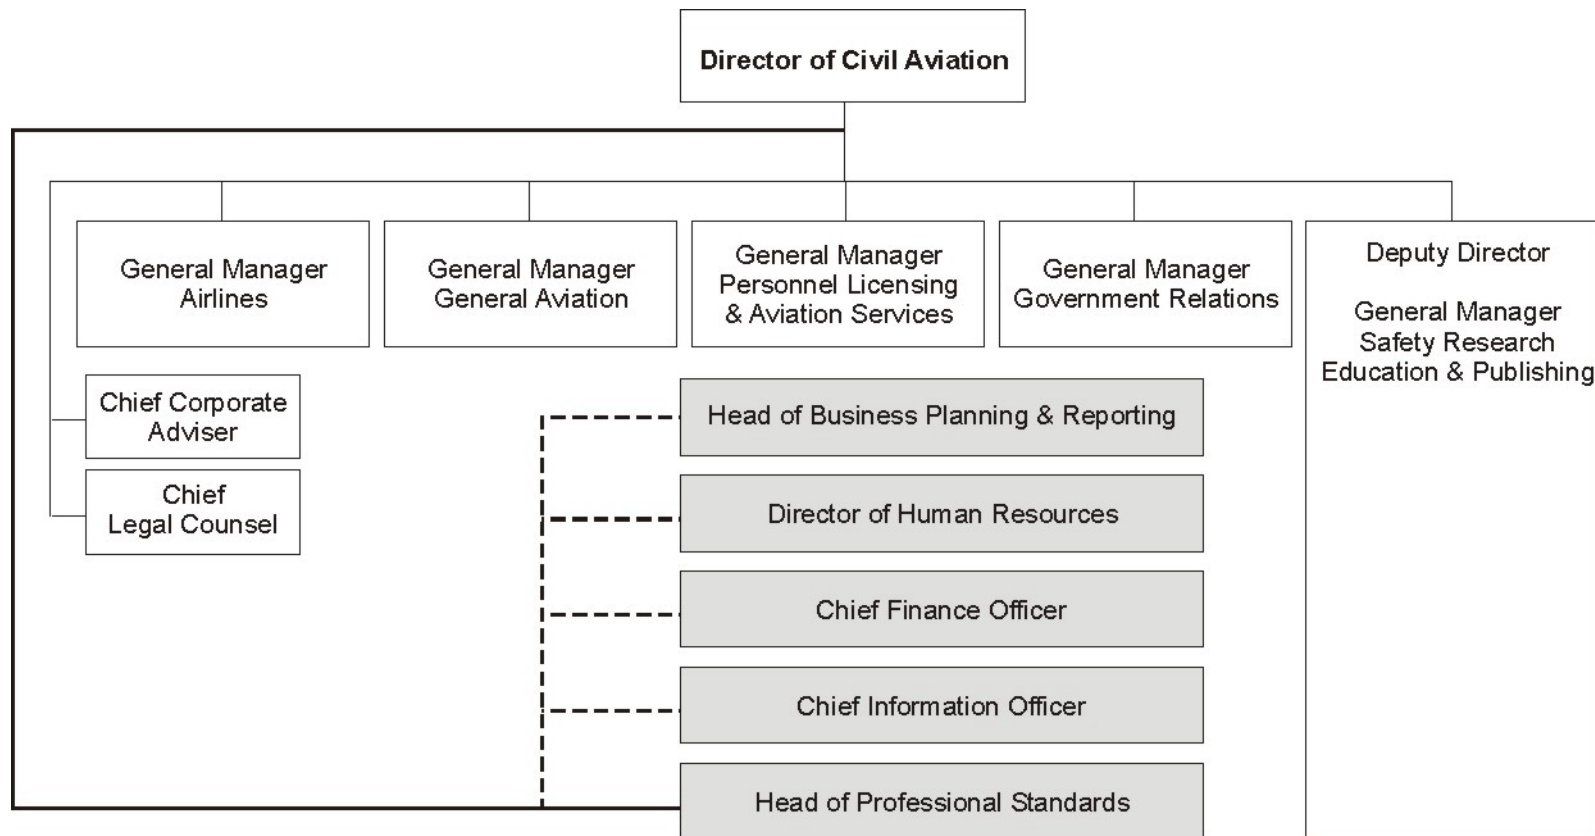 Director of Civil Aviation
General Manager
Airlines
General Manager
General Aviation
General Manager
Personnel Licensing
& Aviation Services
General Manager
Government Relations
Deputy Director
General Manager
Safety Research
Education & Publishing
Chief Corporate
Adviser
Chief
Legal Counsel
Head of Business Planning & Reporting
Director of Human Resources
Chief Finance Officer
Chief Information Officer
Head of Professional Standards